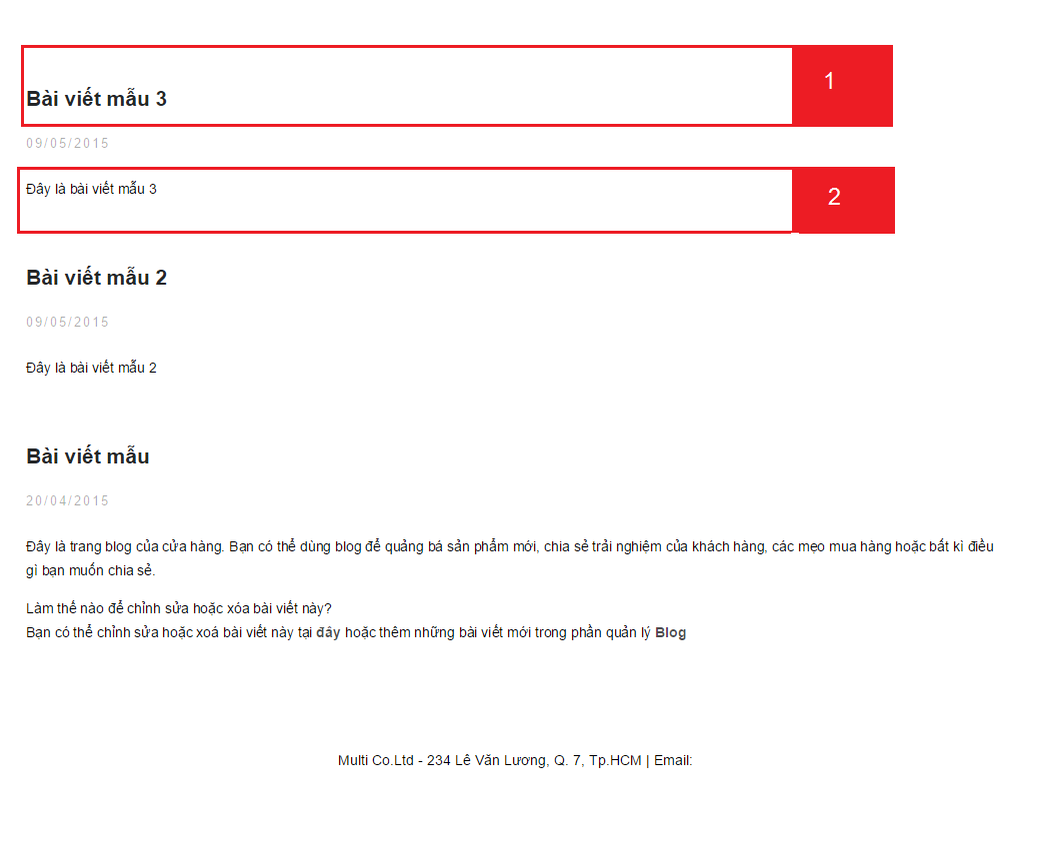 1
Bài viết mẫu 3
09/05/2015
Đây là bài viết mẫu 3
2
Bài viết mẫu 2
09/05/2015
Đây là bài viết mẫu 2
Bài viết mẫu
20/04/2015
Đây là trang blog của cửa hàng. Bạn có thể dùng blog để quảng bá sản phẩm mới, chia sẻ trải nghiệm của khách hàng, các mẹo mua hàng hoặc bất kì điều
gì bạn muốn chia sẻ.
Làm thế nào để chỉnh sửa hoặc xóa bài viết này?
Bạn có thể chỉnh sửa hoặc xoá bài viết này tại đây hoặc thêm những bài viết mới trong phần quản lý Blog
Multi Co.Ltd - 234 Lê Văn Lương, Q. 7, Tp.HCM | Email: